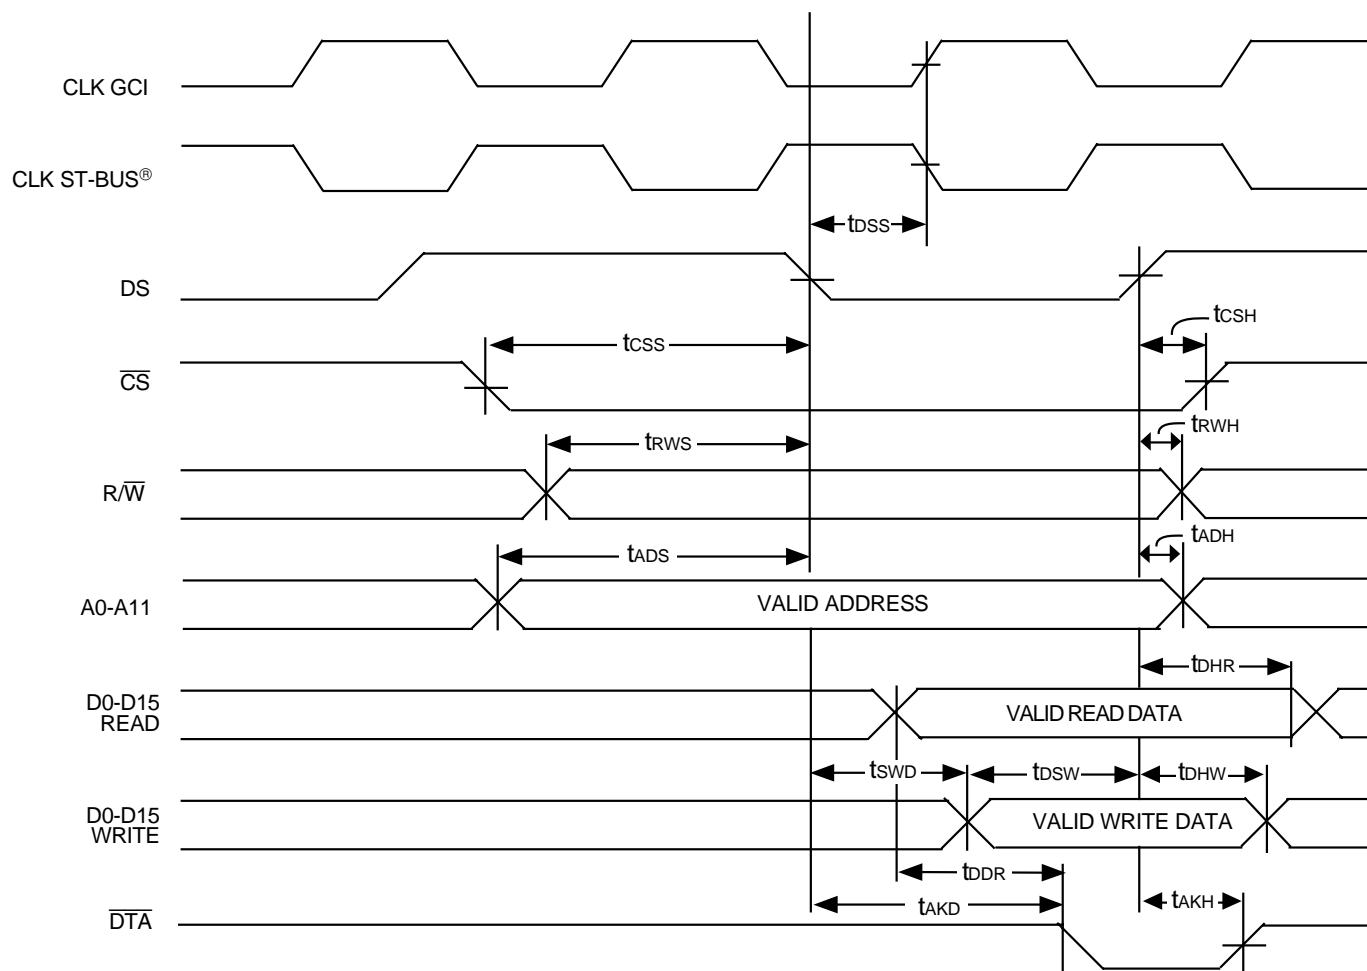 CLK GCI
CLK ST-BUS®
tDSS
DS
tCSS
tCSH
CS
tRWS
tRWH
R/W
tADS
tADH
A0-A11
VALID ADDRESS
tDHR
D0-D15
READ
VALID READ DATA
tSWD
tDSW
tDHW
D0-D15
WRITE
VALID WRITE DATA
tDDR
tAKD
tAKH
DTA